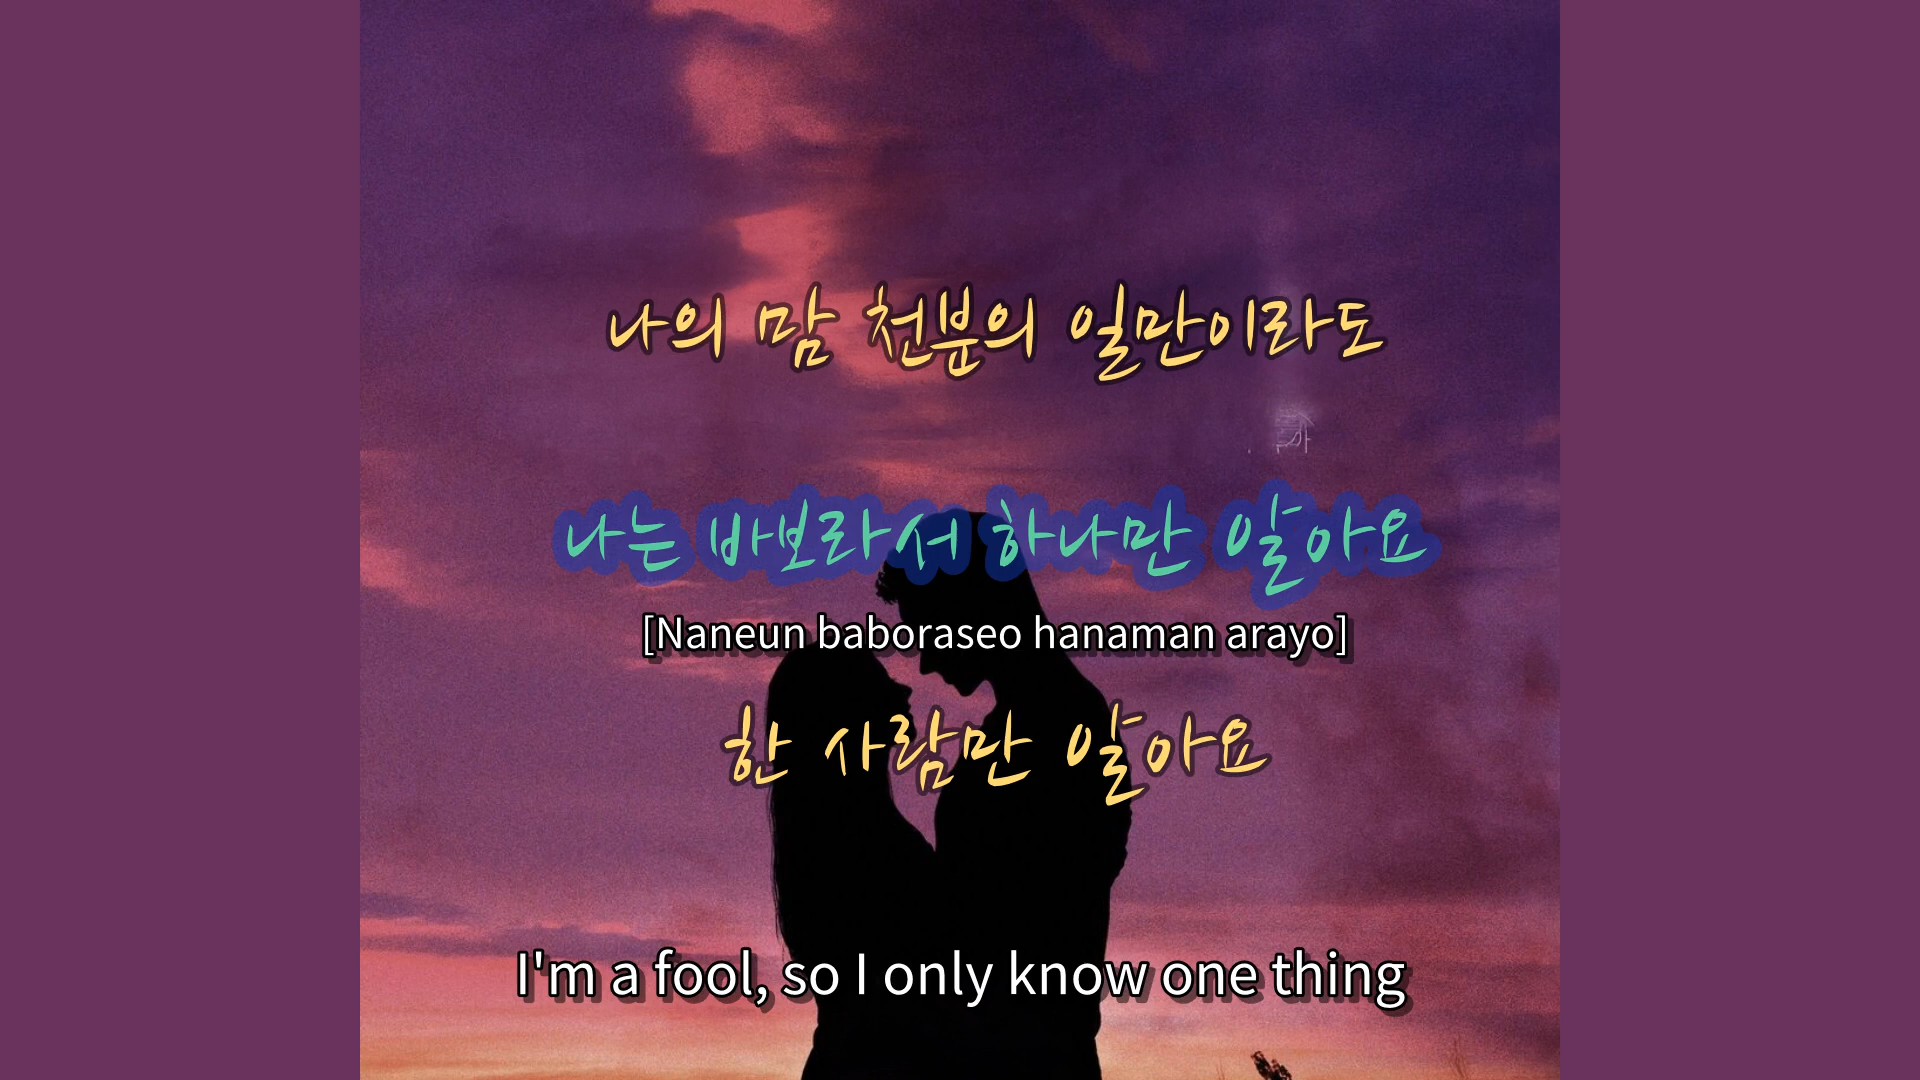 나의 맘 천분의 일만이라도
나는 바보라서 하나만 알아요
[Naneun baboraseo hanaman arayo]
한 사람만 알아요
I'm a fool, so I only know one thing